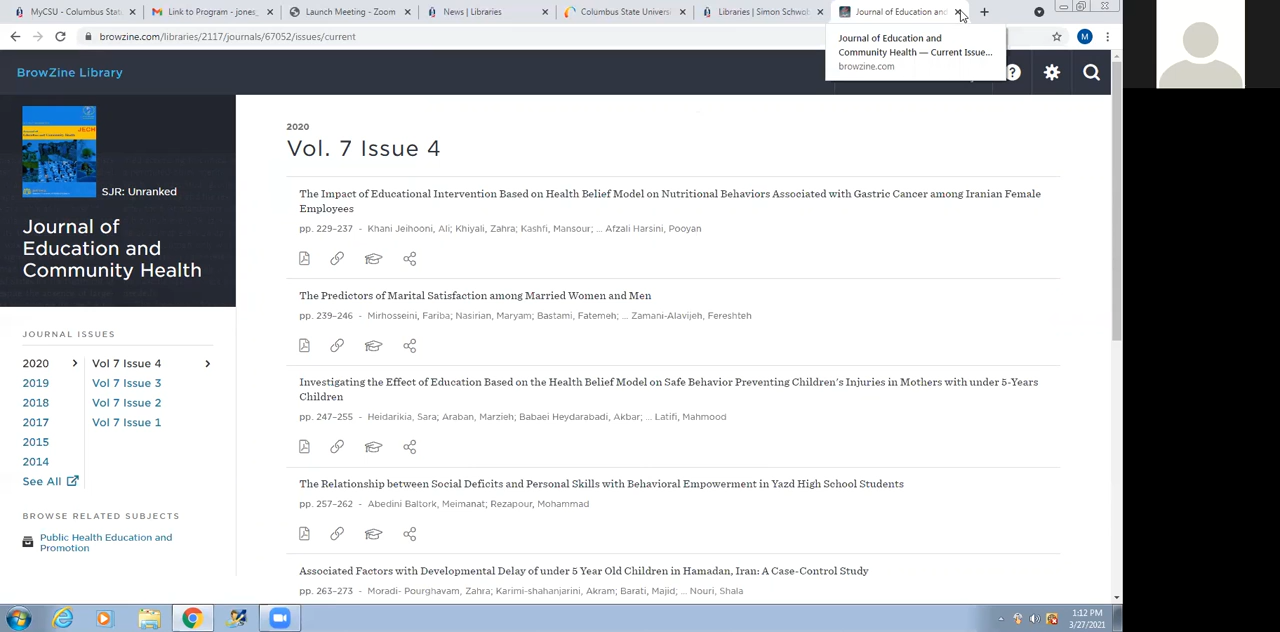 MyCSU - Columbus Stat
Link to Program - jones_
Launch Meeting - Zoom
News | Libraries
Columbus State Universi
Libraries | Simon Schwob
Journal of Education and
browzine.com/libraries/2117/journals/67052/issues/current
M
Journal of Education and
Community Health — Current Issue...
browzine.com
BrowZine Library
?
JECH
SJR: Unranked
Journal of
Education and
Community Health
JOURNAL ISSUES
2020
Vol 7 Issue 4
2019
Vol 7 Issue 3
2018
Vol 7 Issue 2
2017
Vol 7 Issue 1
2015
2014
See All
BROWSE RELATED SUBJECTS
Public Health Education and
Promotion
2020
Vol. 7 Issue 4
The Impact of Educational Intervention Based on Health Belief Model on Nutritional Behaviors Associated with Gastric Cancer among Iranian Female
Employees
pp. 229-237 - Khani Jeihooni, Ali; Khiyali, Zahra; Kashfi, Mansour; ... Afzali Harsini, Pooyan
The Predictors of Marital Satisfaction among Married Women and Men
pp. 239-246 - Mirhosseini, Fariba; Nasirian, Maryam; Bastami, Fatemeh; ... Zamani-Alavijeh, Fereshteh
Investigating the Effect of Education Based on the Health Belief Model on Safe Behavior Preventing Children's Injuries in Mothers with under 5-Years
Children
pp. 247-255 - Heidarikia, Sara; Araban, Marzieh; Babaei Heydarabadi, Akbar; ... Latifi, Mahmood
The Relationship between Social Deficits and Personal Skills with Behavioral Empowerment in Yazd High School Students
pp. 257-262 - Abedini Baltork, Meimanat; Rezapour, Mohammad
Associated Factors with Developmental Delay of under 5 Year Old Children in Hamadan, Iran: A Case-Control Study
pp. 263-273 - Moradi- Pourghavam, Zahra; Karimi-shahanjarini, Akram; Barati, Majid; ... Nouri, Shala
1:12 PM
3/27/2021